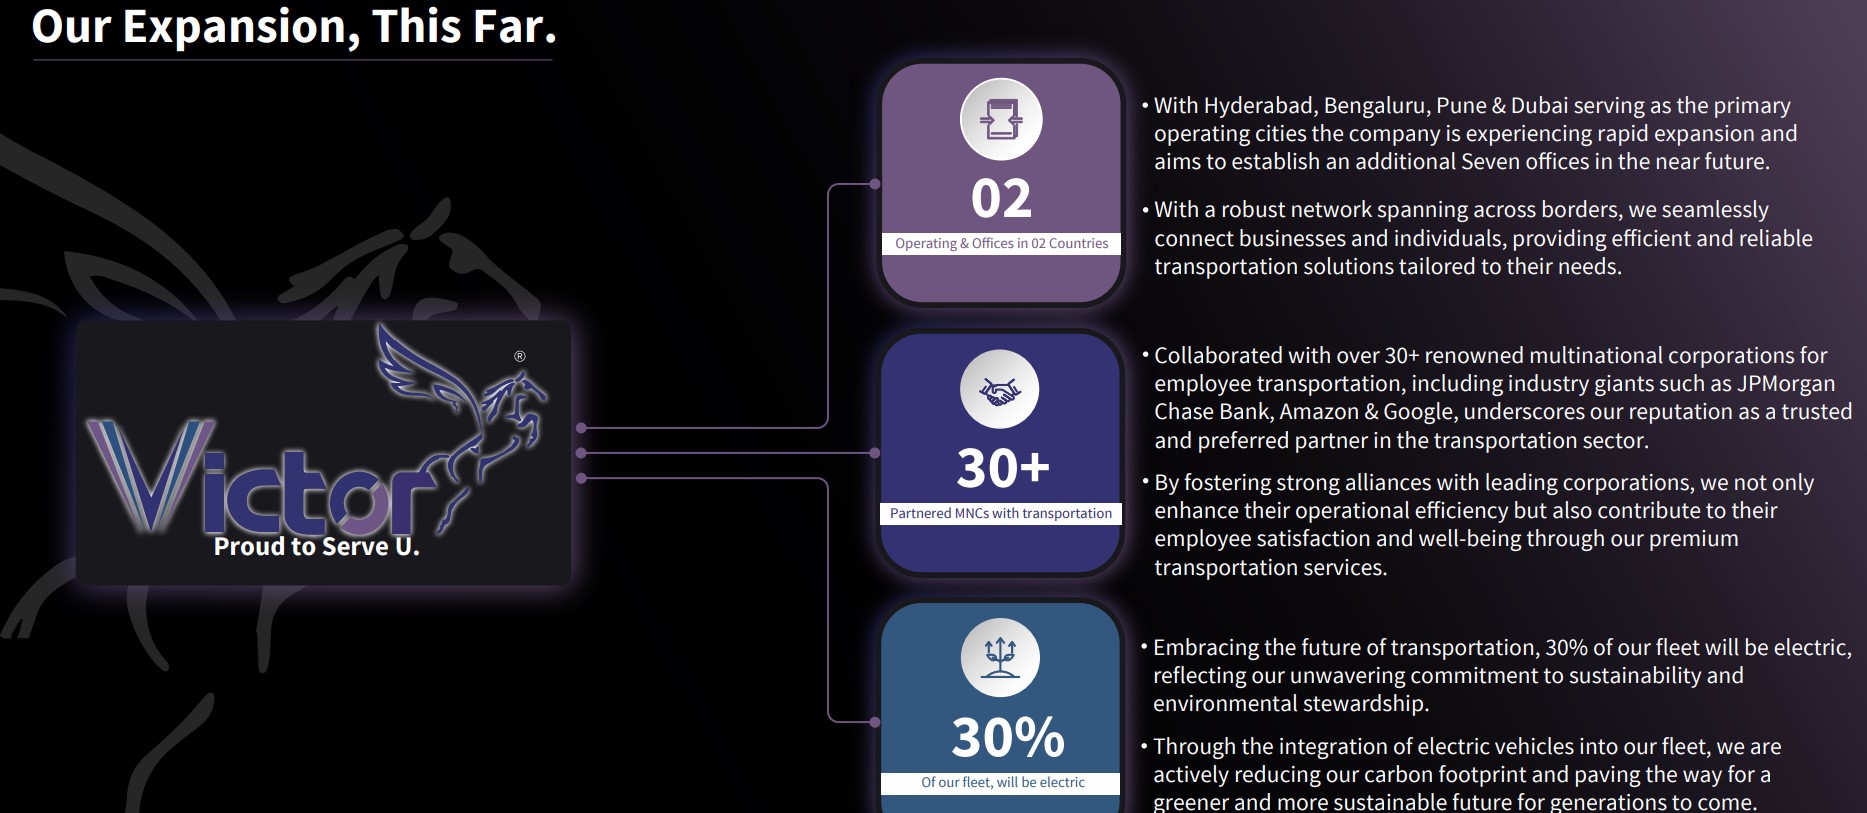 Our Expansion, This Far.
®
Victor
Proud to Serve U.
02
Operating & Offices in 02 Countries
• With Hyderabad, Bengaluru, Pune & Dubai serving as the primary
operating cities the company is experiencing rapid expansion and
aims to establish an additional Seven offices in the near future.
• With a robust network spanning across borders, we seamlessly
connect businesses and individuals, providing efficient and reliable
transportation solutions tailored to their needs.
30+
Partnered MNCs with transportation
• Collaborated with over 30+ renowned multinational corporations for
employee transportation, including industry giants such as JPMorgan
Chase Bank, Amazon & Google, underscores our reputation as a trusted
and preferred partner in the transportation sector.
• By fostering strong alliances with leading corporations, we not only
enhance their operational efficiency but also contribute to their
employee satisfaction and well-being through our premium
transportation services.
30%
Of our fleet, will be electric
• Embracing the future of transportation, 30% of our fleet will be electric,
reflecting our unwavering commitment to sustainability and
environmental stewardship.
• Through the integration of electric vehicles into our fleet, we are
actively reducing our carbon footprint and paving the way for a
greener and more sustainable future for generations to come.